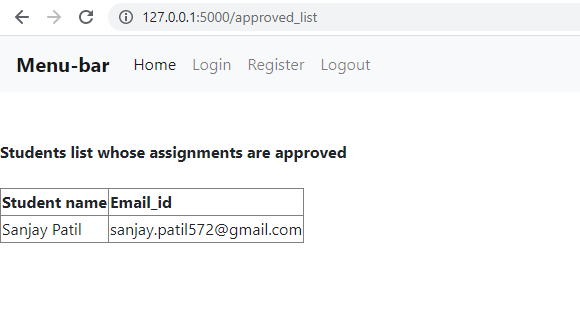 127.0.0.1:5000/approved_list
Menu-bar Home Login Register Logout
Students list whose assignments are approved
Student name Email_id
Sanjay Patil sanjay.patil572@gmail.com